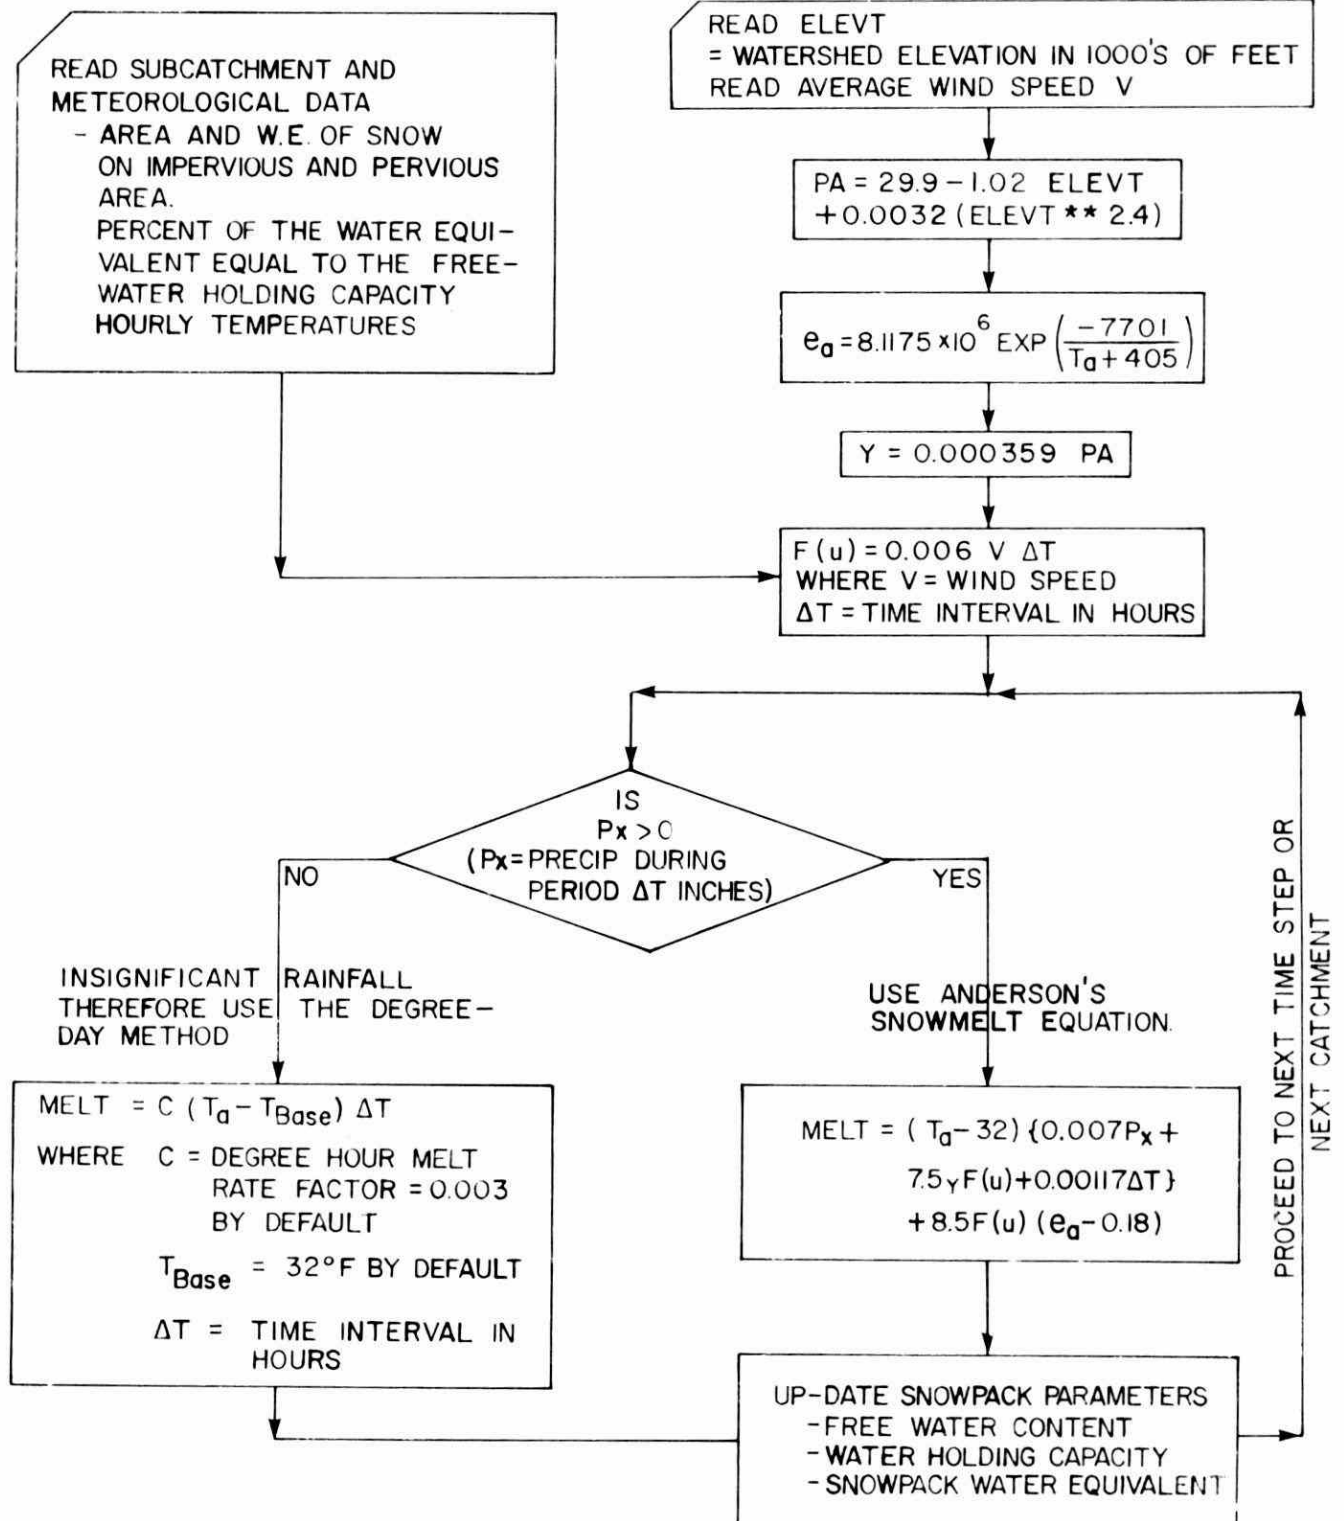 READ SUBCATCHMENT AND
METEOROLOGICAL DATA
- AREA AND W.E. OF SNOW
ON IMPERVIOUS AND PERVIOUS
AREA.
PERCENT OF THE WATER EQUI-
VALENT EQUAL TO THE FREE-
WATER HOLDING CAPACITY
HOURLY TEMPERATURES
READ ELEVT
= WATERSHED ELEVATION IN 1000'S OF FEET
READ AVERAGE WIND SPEED V
PA = 29.9-1.02 ELEVT
+0.0032 (ELEVT ** 2.4)
ea = 8.1175 x 10^6 EXP (-7701 / (Ta + 405))
Y = 0.000359 PA
F(u) = 0.006 V ΔT
WHERE V = WIND SPEED
ΔT = TIME INTERVAL IN HOURS
IS
Px > 0
(Px = PRECIP DURING
PERIOD ΔT INCHES)
NO
YES
INSIGNIFICANT RAINFALL
THEREFORE USE THE DEGREE-
DAY METHOD
USE ANDERSON'S
SNOWMELT EQUATION.
MELT = C (Ta - TBase) ΔT
WHERE C = DEGREE HOUR MELT
RATE FACTOR = 0.003
BY DEFAULT
TBase = 32°F BY DEFAULT
ΔT = TIME INTERVAL IN
HOURS
MELT = (Ta-32) {0.007Px +
7.5γF(u)+0.00117ΔT}
+8.5F(u) (ea-0.18)
UP-DATE SNOWPACK PARAMETERS
-FREE WATER CONTENT
-WATER HOLDING CAPACITY
-SNOWPACK WATER EQUIVALENT
PROCEED TO NEXT TIME STEP OR
NEXT CATCHMENT